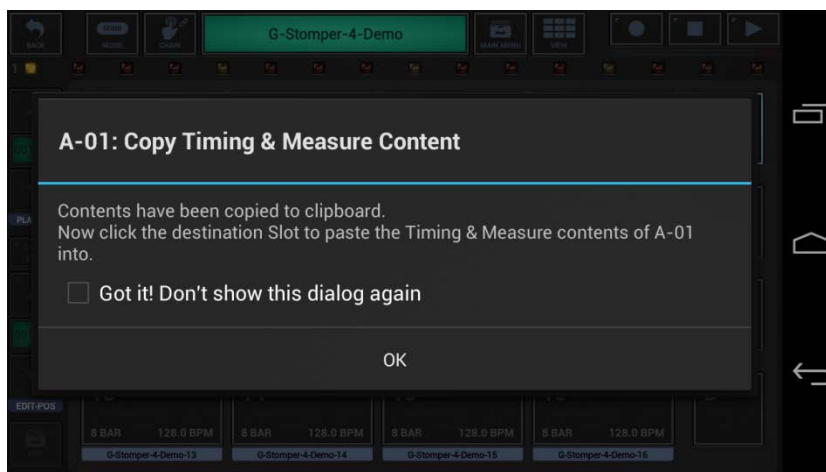 BACK
CHAIN
G-Stomper-4-Demo
MAIN MENU
VIEW
A-01: Copy Timing & Measure Content
Contents have been copied to clipboard.
Now click the destination Slot to paste the Timing & Measure contents of A-01
into.
Got it! Don't show this dialog again
OK
EDIT-POS
8 BAR 128.0 BPM 8 BAR 128.0 BPM 8 BAR 128.0 BPM 8 BAR 128.0 BPM
G-Stomper-4-Demo-13 G-Stomper-4-Demo-14 G-Stomper-4-Demo-15 G-Stomper-4-Demo-16